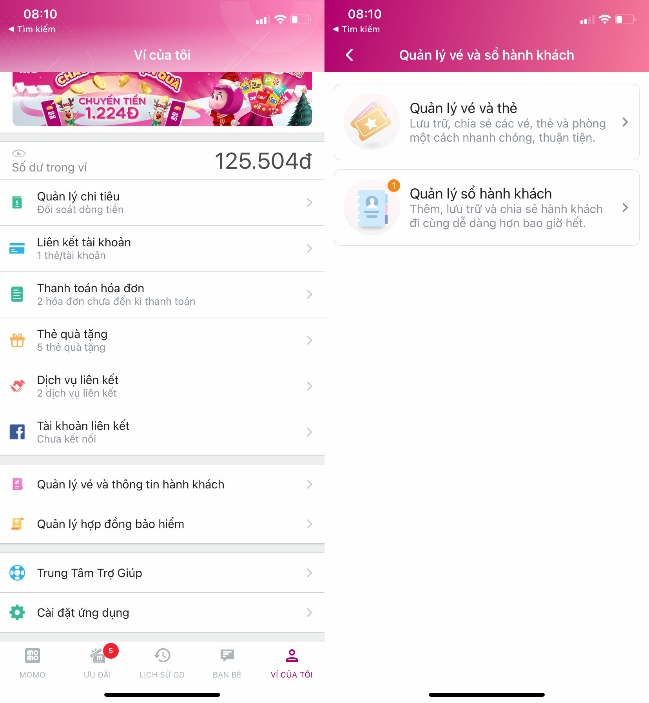 08:10
◀ Tìm kiếm
Ví của tôi
CHUYỂN TIỀN
1.224Đ
Số dư trong ví
125.504đ
Quản lý chi tiêu
Đối soát dòng tiền
Liên kết tài khoản
1 thẻ/tài khoản
Thanh toán hóa đơn
2 hóa đơn chưa đến kì thanh toán
Thẻ quà tặng
5 thẻ quà tặng
Dịch vụ liên kết
2 dịch vụ liên kết
Tài khoản liên kết
Chưa kết nối
Quản lý vé và thông tin hành khách
Quản lý hợp đồng bảo hiểm
Trung Tâm Trợ Giúp
Cài đặt ứng dụng
5
MOMO
ƯU ĐÃI
LỊCH SỬ GD
BẠN BÈ
VÍ CỦA TÔI
08:10
◀ Tìm kiếm
Quản lý vé và sổ hành khách
Quản lý vé và thẻ
Lưu trữ, chia sẻ các vé, thẻ và phòng
một cách nhanh chóng, thuận tiện.
1
Quản lý sổ hành khách
Thêm, lưu trữ và chia sẻ hành khách
đi cùng dễ dàng hơn bao giờ hết.